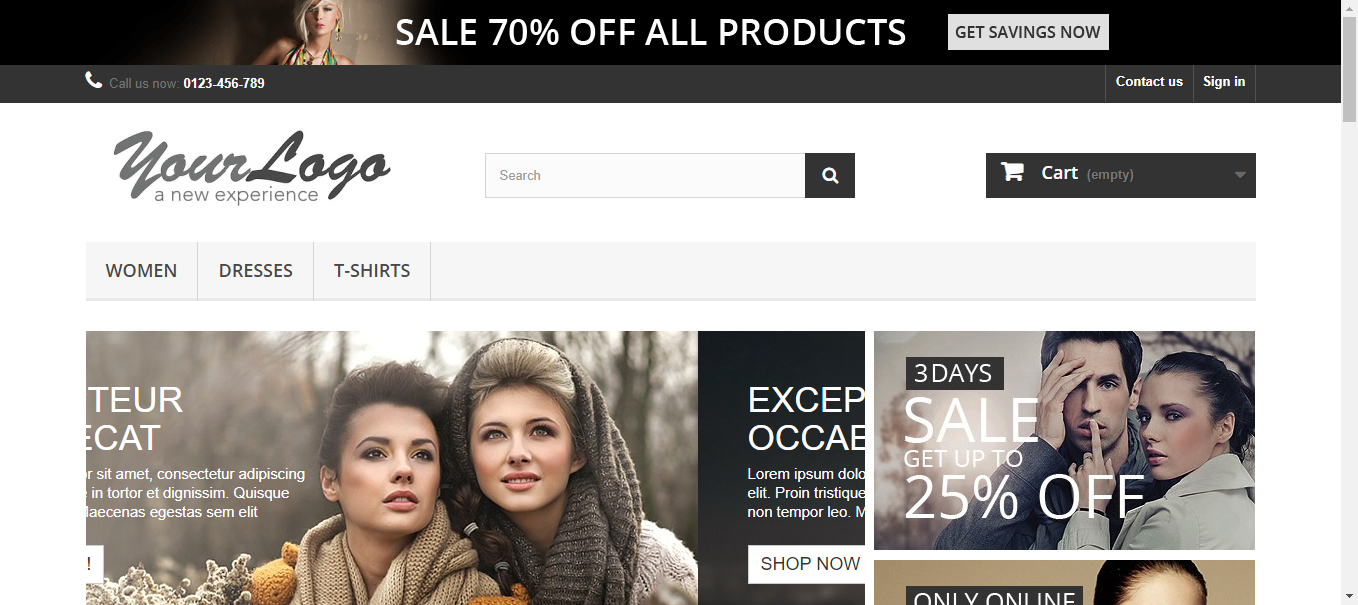 SALE 70% OFF ALL PRODUCTS
GET SAVINGS NOW
Call us now: 0123-456-789
Contact us
Sign in
YourLogo
a new experience
Search
Cart (empty)
WOMEN
DRESSES
T-SHIRTS
TEUR
ECAT
r sit amet, consectetur adipiscing
e in tortor et dignissim. Quisque
Maecenas egestas sem elit
!
EXCEP
OCCAE
Lorem ipsum dolo
elit. Proin tristique
non tempor leo. M
SHOP NOW
3 DAYS
SALE
GET UP TO
25% OFF
ONLY ONLINE